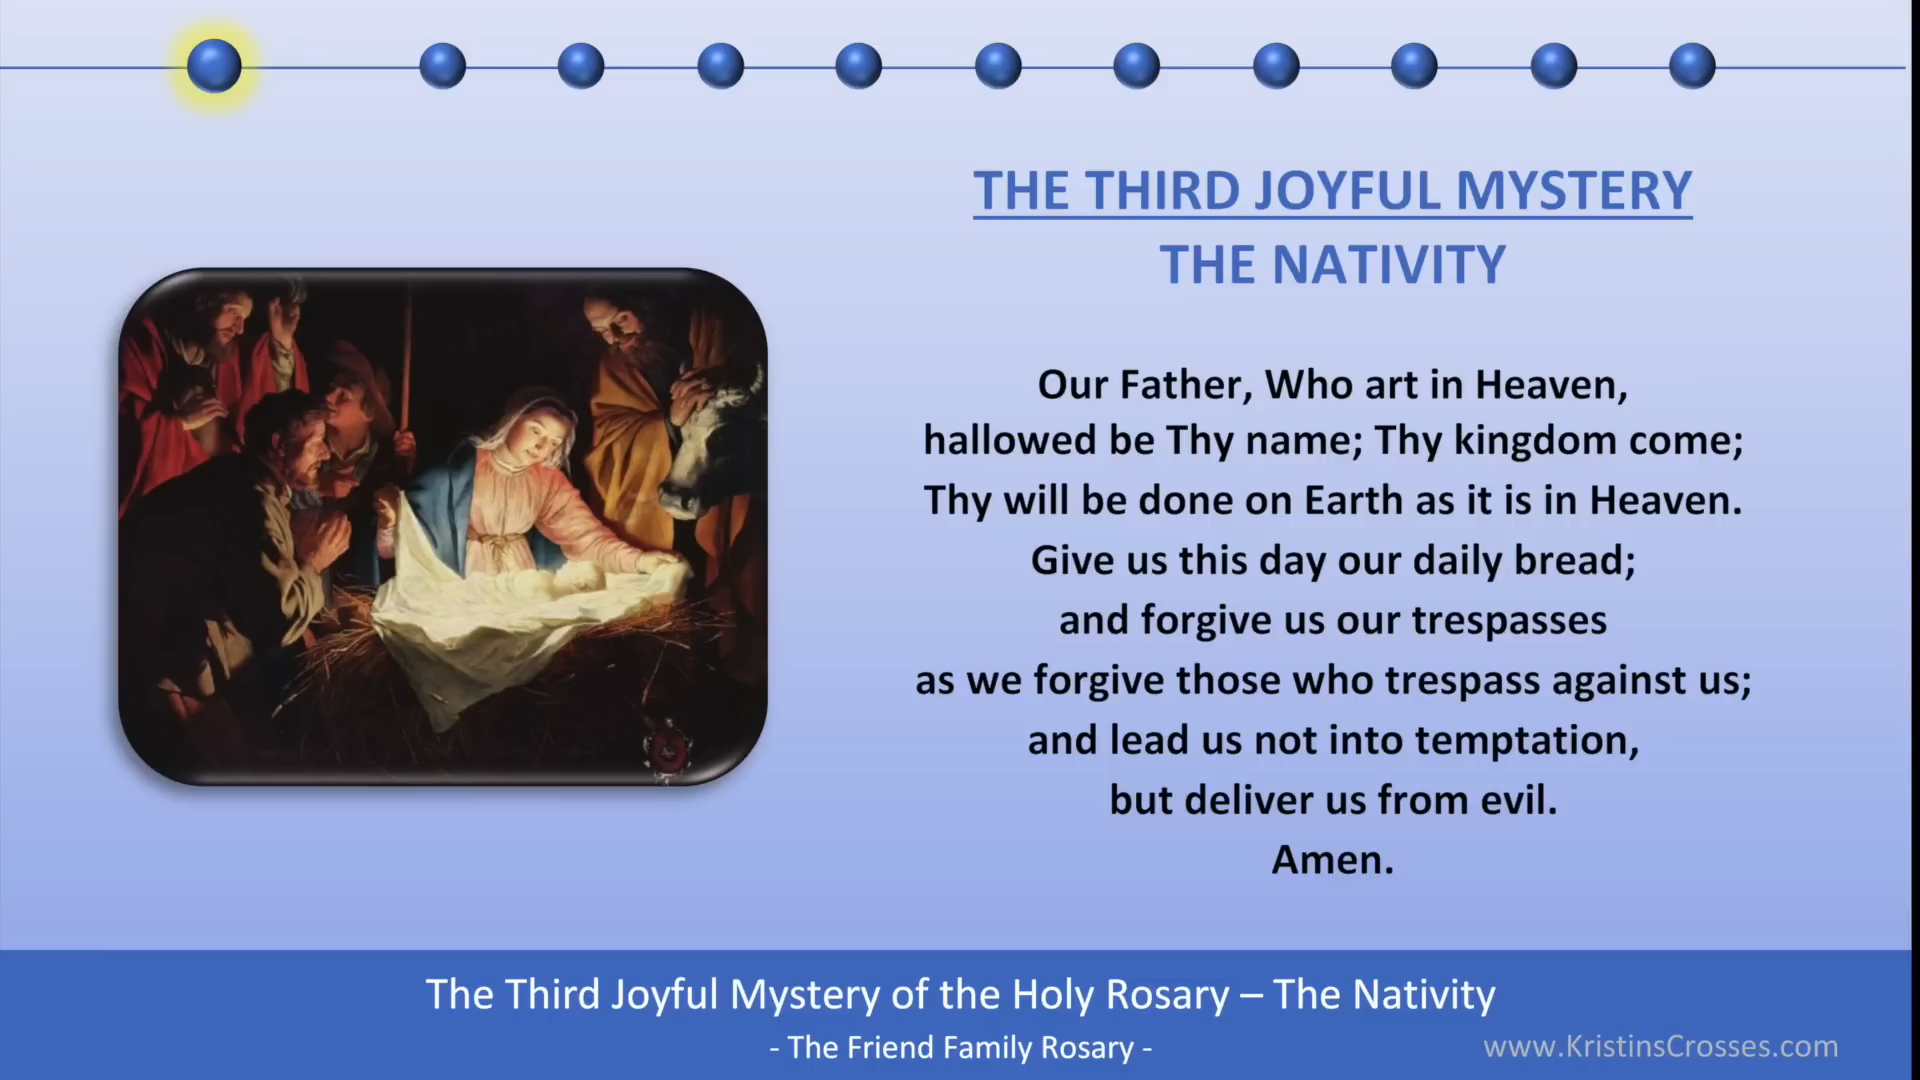 THE THIRD JOYFUL MYSTERY
THE NATIVITY
Our Father, Who art in Heaven,
hallowed be Thy name; Thy kingdom come;
Thy will be done on Earth as it is in Heaven.
Give us this day our daily bread;
and forgive us our trespasses
as we forgive those who trespass against us;
and lead us not into temptation,
but deliver us from evil.
Amen.
The Third Joyful Mystery of the Holy Rosary – The Nativity
- The Friend Family Rosary -
www.KristinsCrosses.com